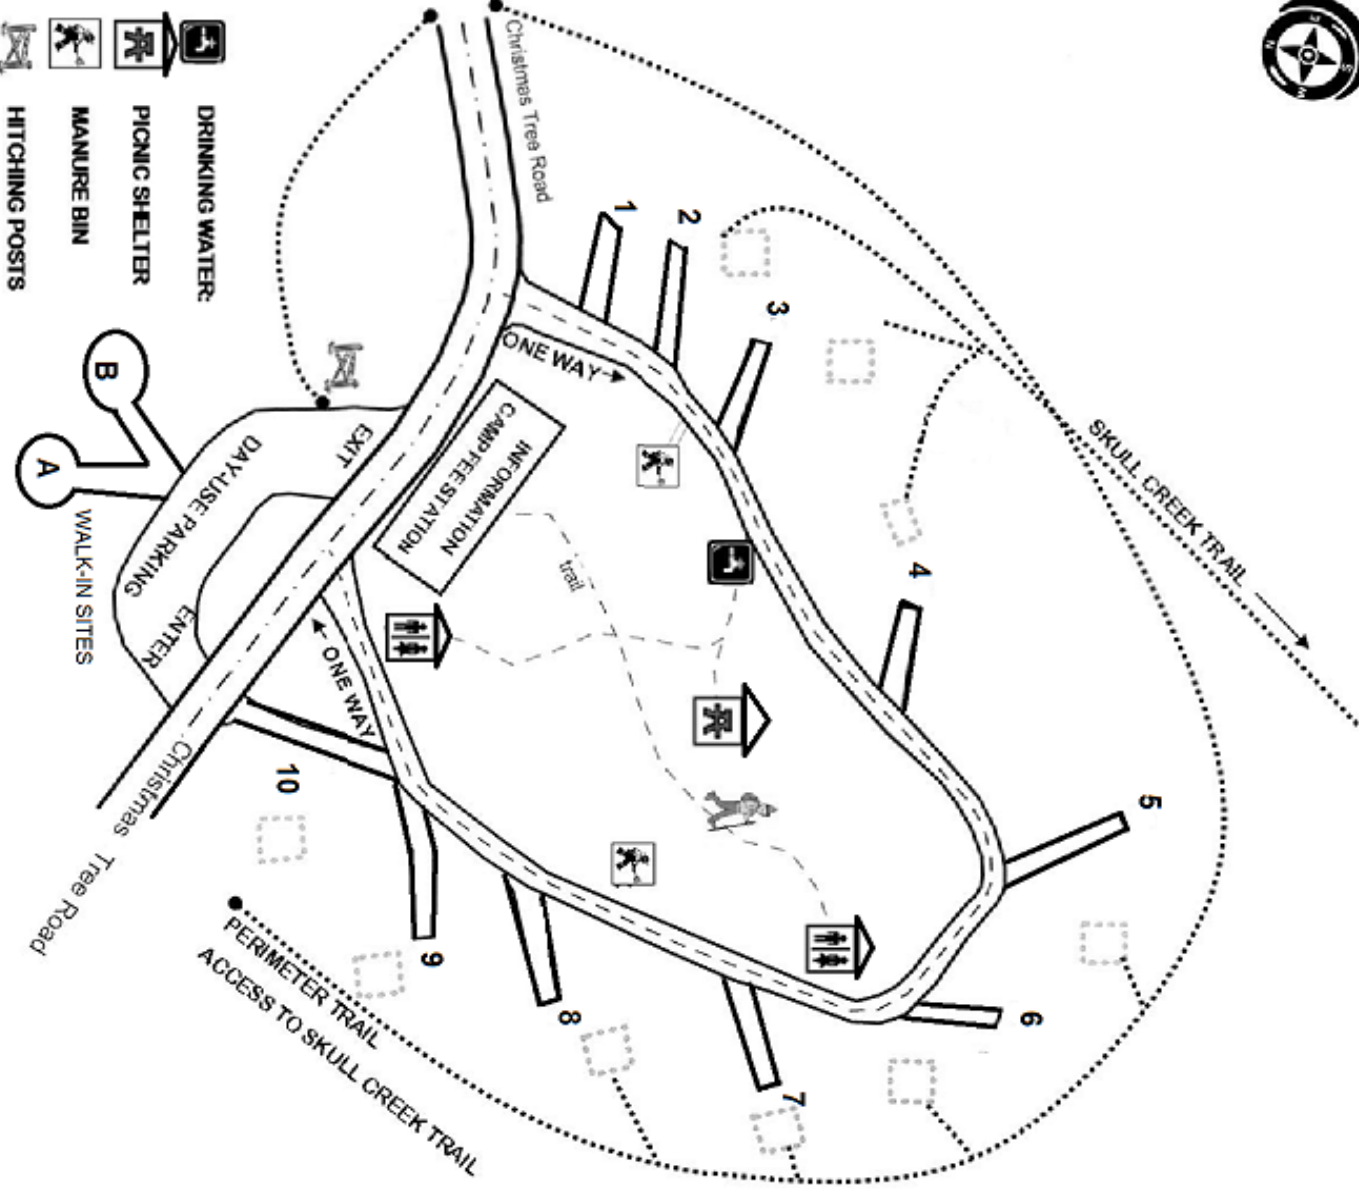 DRINKING WATER:
PICNIC SHELTER
MANURE BIN
HITCHING POSTS
Christmas Tree Road
1
2
3
4
5
6
7
8
9
10
ONE WAY
INFORMATION
CAMP FEE STATION
EXIT
DAY-USE PARKING
ENTER
B
A
WALK-IN SITES
trail
ONE WAY
SKULL CREEK TRAIL
Christmas Tree Road
PERIMETER TRAIL
ACCESS TO SKULL CREEK TRAIL
N
S
E
W